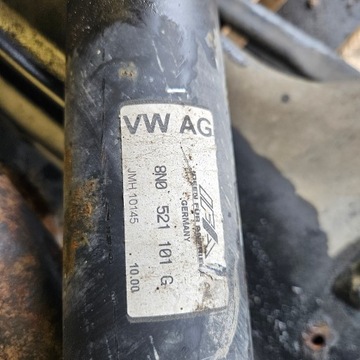 VW AG
8N0 521 101 G
JMH 10145
10.00
GERMANY